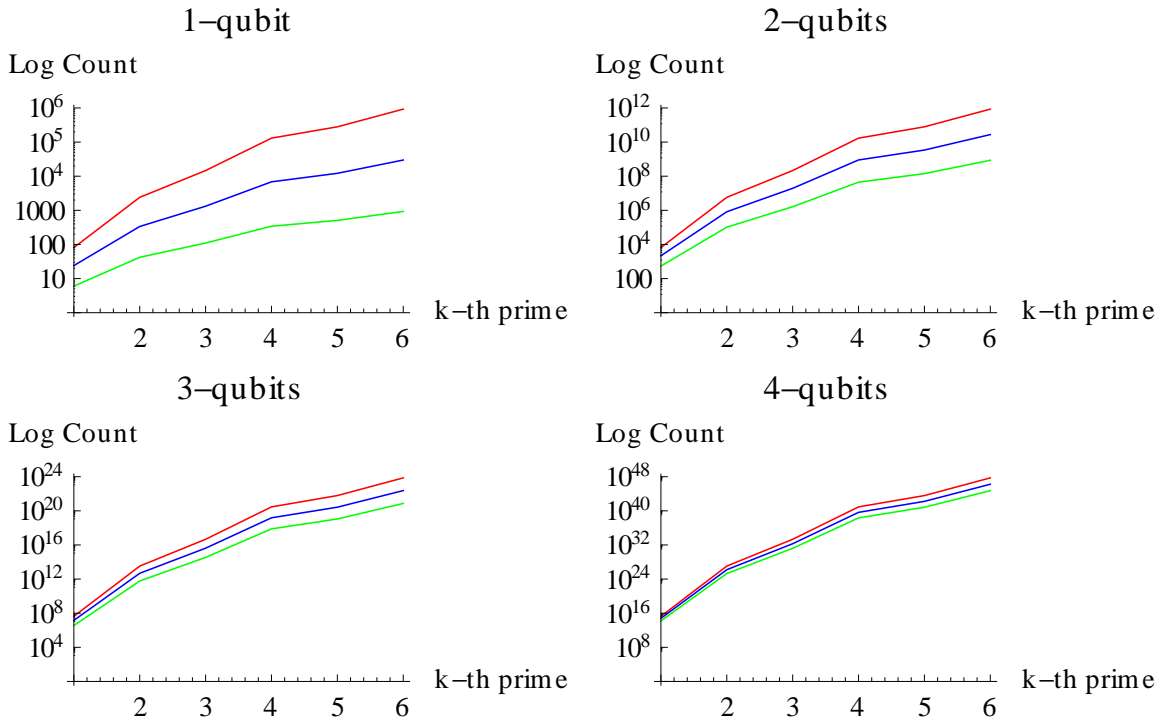 1–qubit
Log Count
10^6
10^5
10^4
1000
100
10
2 3 4 5 6
k–th prime
2–qubits
Log Count
10^12
10^10
10^8
10^6
10^4
100
2 3 4 5 6
k–th prime
3–qubits
Log Count
10^24
10^20
10^16
10^12
10^8
10^4
2 3 4 5 6
k–th prime
4–qubits
Log Count
10^48
10^40
10^32
10^24
10^16
10^8
2 3 4 5 6
k–th prime